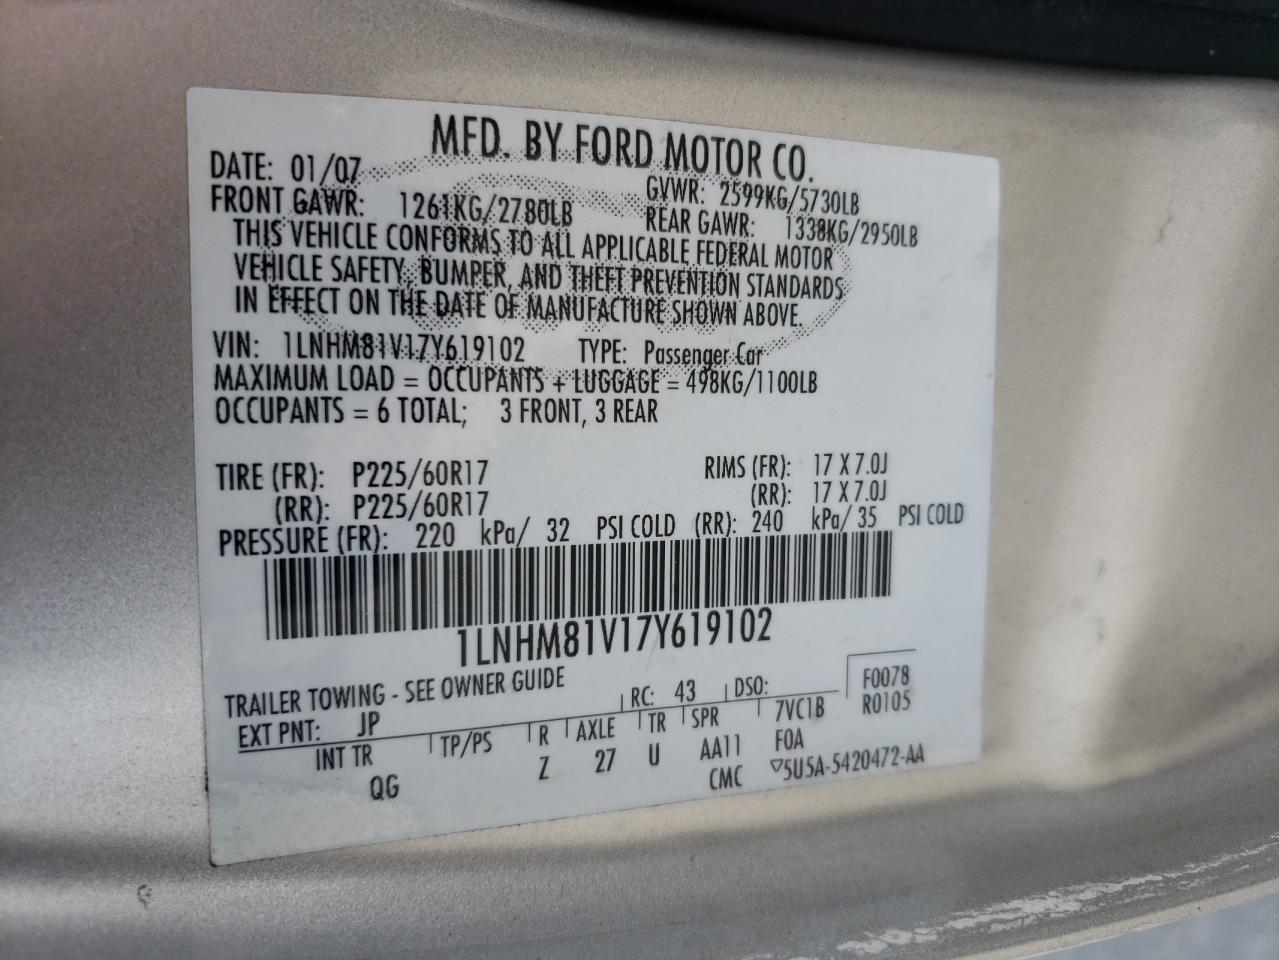 MFD. BY FORD MOTOR CO.
DATE: 01/07 GVWR: 2599KG/5730LB
FRONT GAWR: 1261KG/2780LB REAR GAWR: 1338KG/2950LB
THIS VEHICLE CONFORMS TO ALL APPLICABLE FEDERAL MOTOR
VEHICLE SAFETY, BUMPER, AND THEFT PREVENTION STANDARDS
IN EFFECT ON THE DATE OF MANUFACTURE SHOWN ABOVE.
VIN: 1LNHM81V17Y619102 TYPE: Passenger Car
MAXIMUM LOAD = OCCUPANTS + LUGGAGE = 498KG/1100LB
OCCUPANTS = 6 TOTAL; 3 FRONT, 3 REAR
TIRE (FR): P225/60R17 RIMS (FR): 17 X 7.0J
(RR): P225/60R17 (RR): 17 X 7.0J
PRESSURE (FR): 220 kPa/ 32 PSI COLD (RR): 240 kPa/ 35 PSI COLD
1LNHM81V17Y619102
TRAILER TOWING - SEE OWNER GUIDE F0078
EXT PNT: JP RC: 43 DSO: R0105
INT TR TP/PS R AXLE TR SPR 7VC1B
QG Z 27 U AA11 FOA
CMC ▽5U5A-5420472-AA